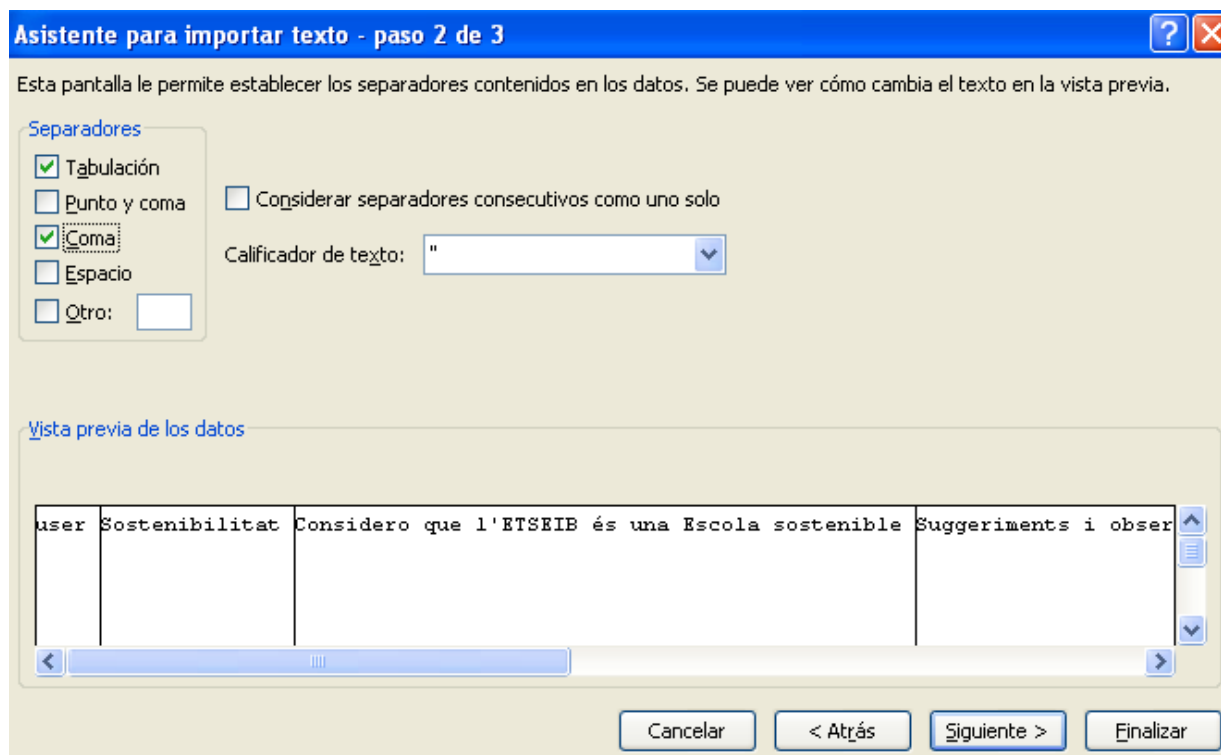 Asistente para importar texto - paso 2 de 3
Esta pantalla le permite establecer los separadores contenidos en los datos. Se puede ver cómo cambia el texto en la vista previa.
Separadores
Tabulación
Punto y coma
Coma
Espacio
Otro:
Considerar separadores consecutivos como uno solo
Calificador de texto: "
Vista previa de los datos
user Sostenibilitat Considero que l'ETSEIB és una Escola sostenible Suggeriments i obser
Cancelar < Atrás Siguiente > Finalizar